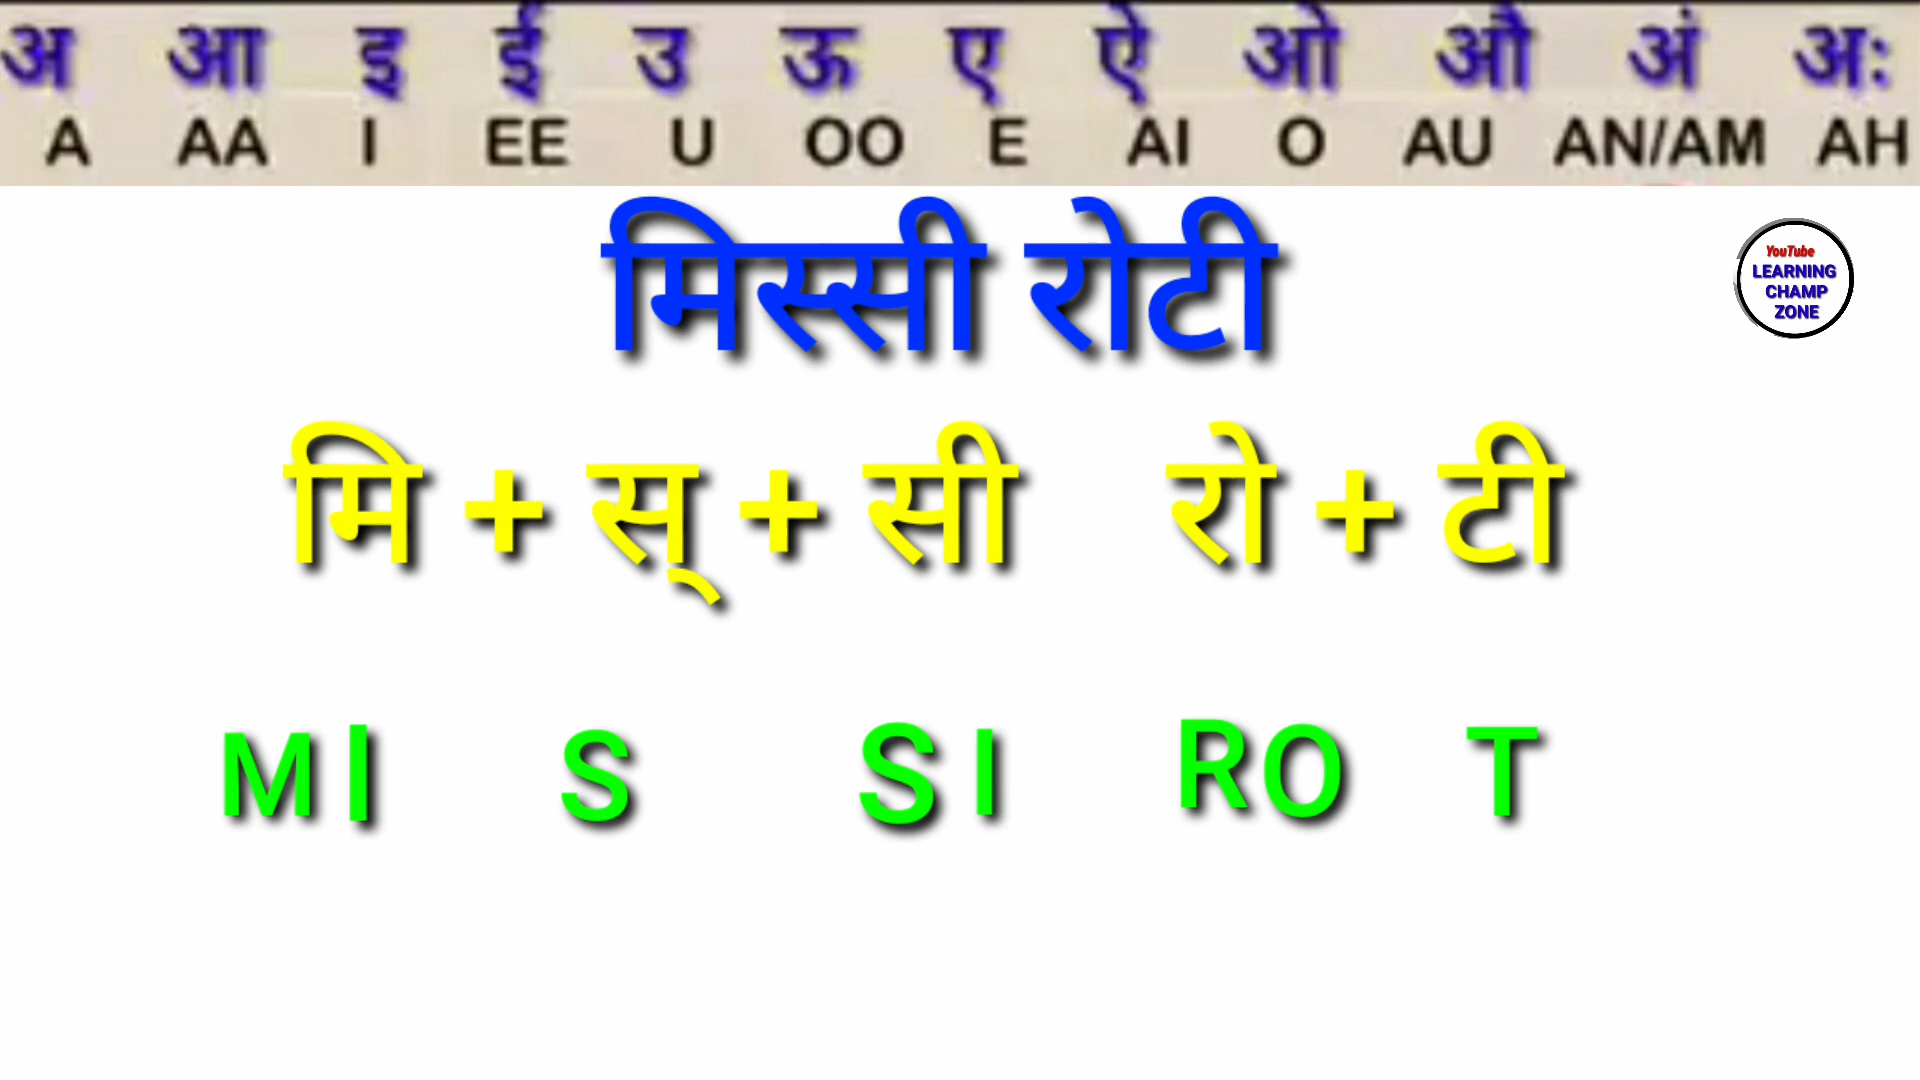 अ आ इ ई उ ऊ ए ऐ ओ औ अं अः
A AA I EE U OO E AI O AU AN/AM AH
मिस्सी रोटी
YouTube
LEARNING
CHAMP
ZONE
मि + स् + सी रो + टी
MI S SI RO T